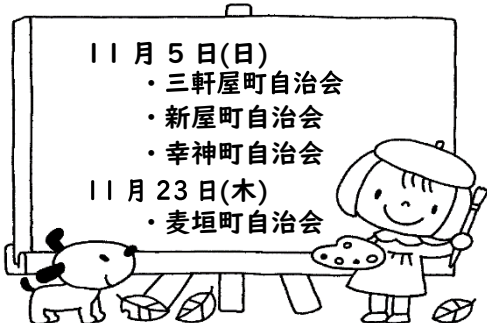 11月5日(日)
・三軒屋町自治会
・新屋町自治会
・幸神町自治会
11月23日(木)
・麦垣町自治会